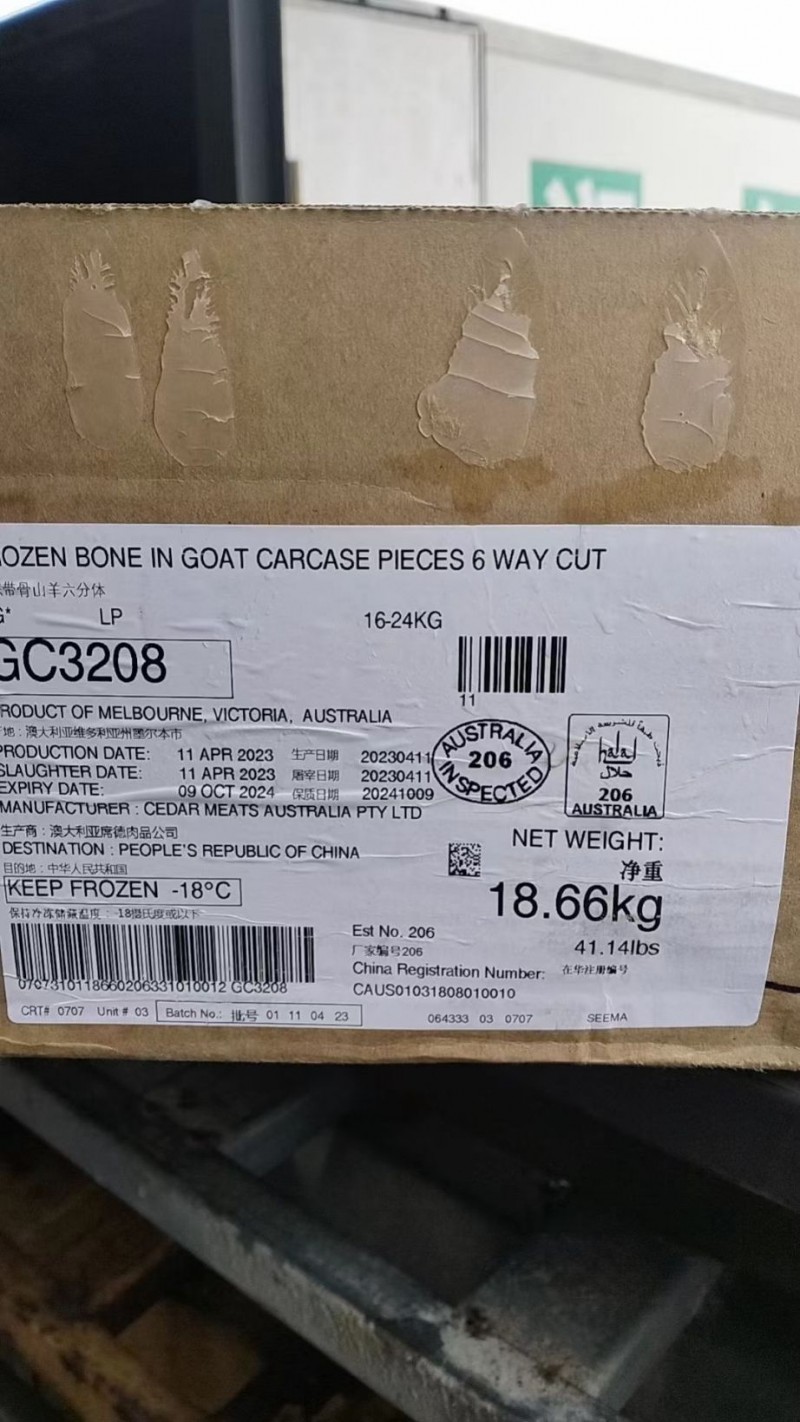 OZEN BONE IN GOAT CARCASE PIECES 6 WAY CUT
带骨山羊六分体
G* LP 16-24KG
GC3208
11
RODUCT OF MELBOURNE, VICTORIA, AUSTRALIA
地：澳大利亚维多利亚州墨尔本市
PRODUCTION DATE: 11 APR 2023 生产日期 20230411
SLAUGHTER DATE: 11 APR 2023 屠宰日期 20230411
EXPIRY DATE: 09 OCT 2024 保质日期 20241009
AUSTRALIA
206
INSPECTED
halal
حلال
206
AUSTRALIA
MANUFACTURER : CEDAR MEATS AUSTRALIA PTY LTD
生产商：澳大利亚席德肉品公司
DESTINATION : PEOPLE'S REPUBLIC OF CHINA
目的地：中华人民共和国
KEEP FROZEN -18°C
保持冷冻储藏温度：-18摄氏度或以下
NET WEIGHT:
净重
18.66kg
41.14lbs
Est No. 206
厂家编号206
China Registration Number: 在华注册编号
CAUS01031808010010
0707310118660206331010012 GC3208
CRT# 0707 Unit # 03 Batch No.: 批号 01 11 04 23 064333 03 0707 SEEMA